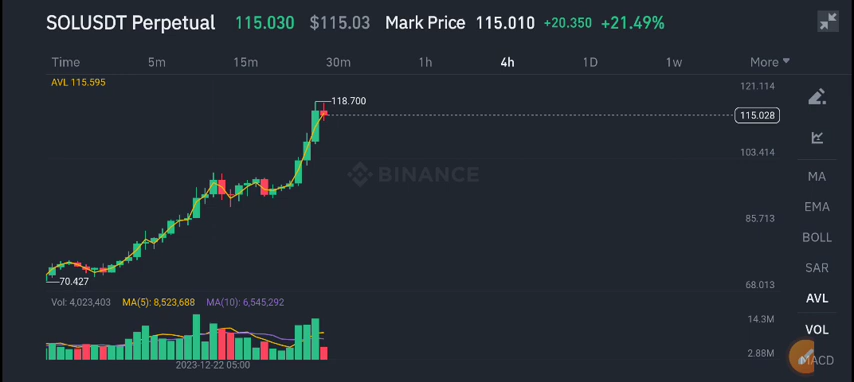 SOLUSDT Perpetual 115.030 $115.03 Mark Price 115.010 +20.350 +21.49%
Time 5m 15m 30m 1h 4h 1D 1w More
AVL 115.595
121.114
118.700
115.028
103.414
BINANCE
MA
EMA
85,713
BOLL
SAR
70.427
68.013
AVL
Vol: 4,023,403 MA(5): 8,523,688 MA(10): 6,545,292
14.3M
VOL
2.88M
MACD
2023-12-22 05:00